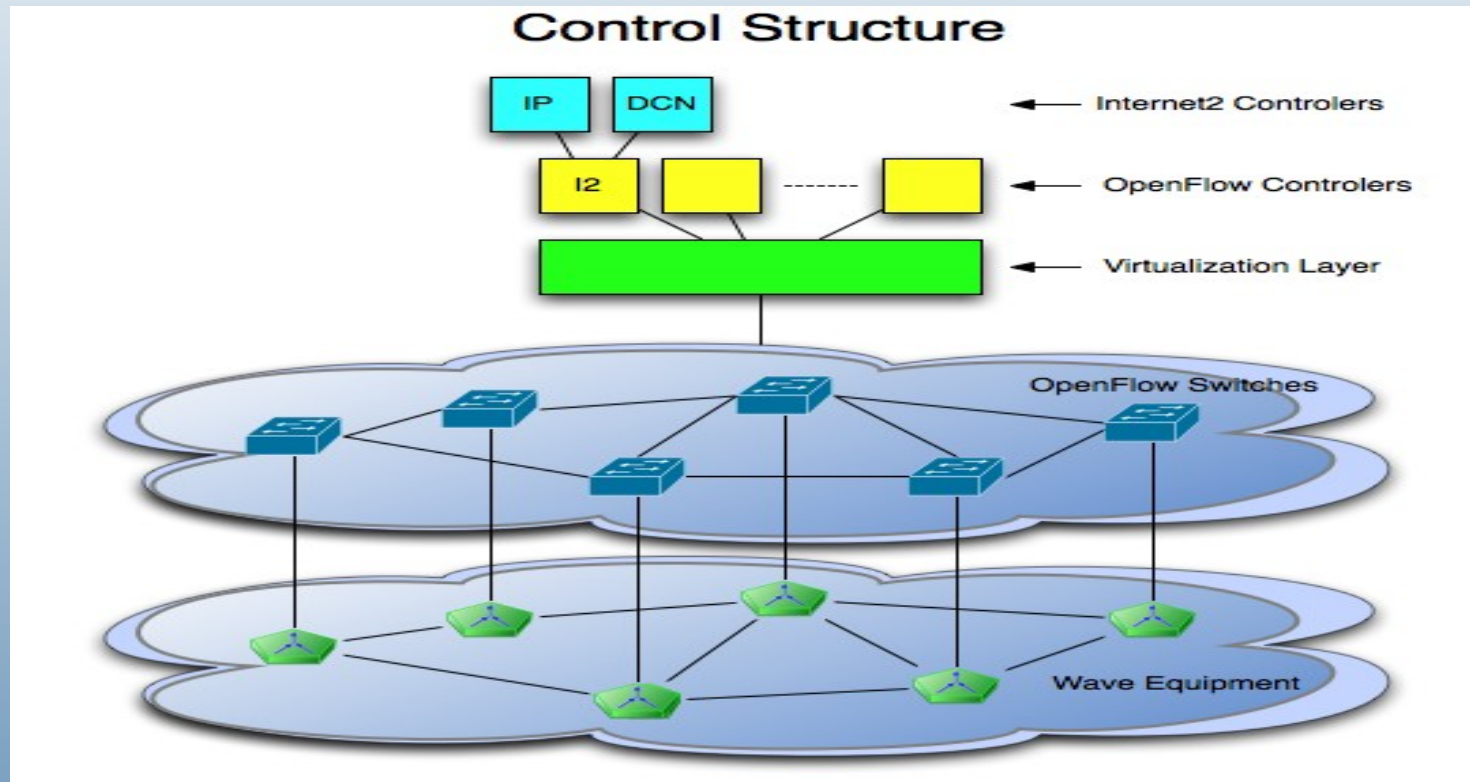 Control Structure
IP DCN Internet2 Controlers
I2 ------- OpenFlow Controlers
Virtualization Layer
OpenFlow Switches
Wave Equipment